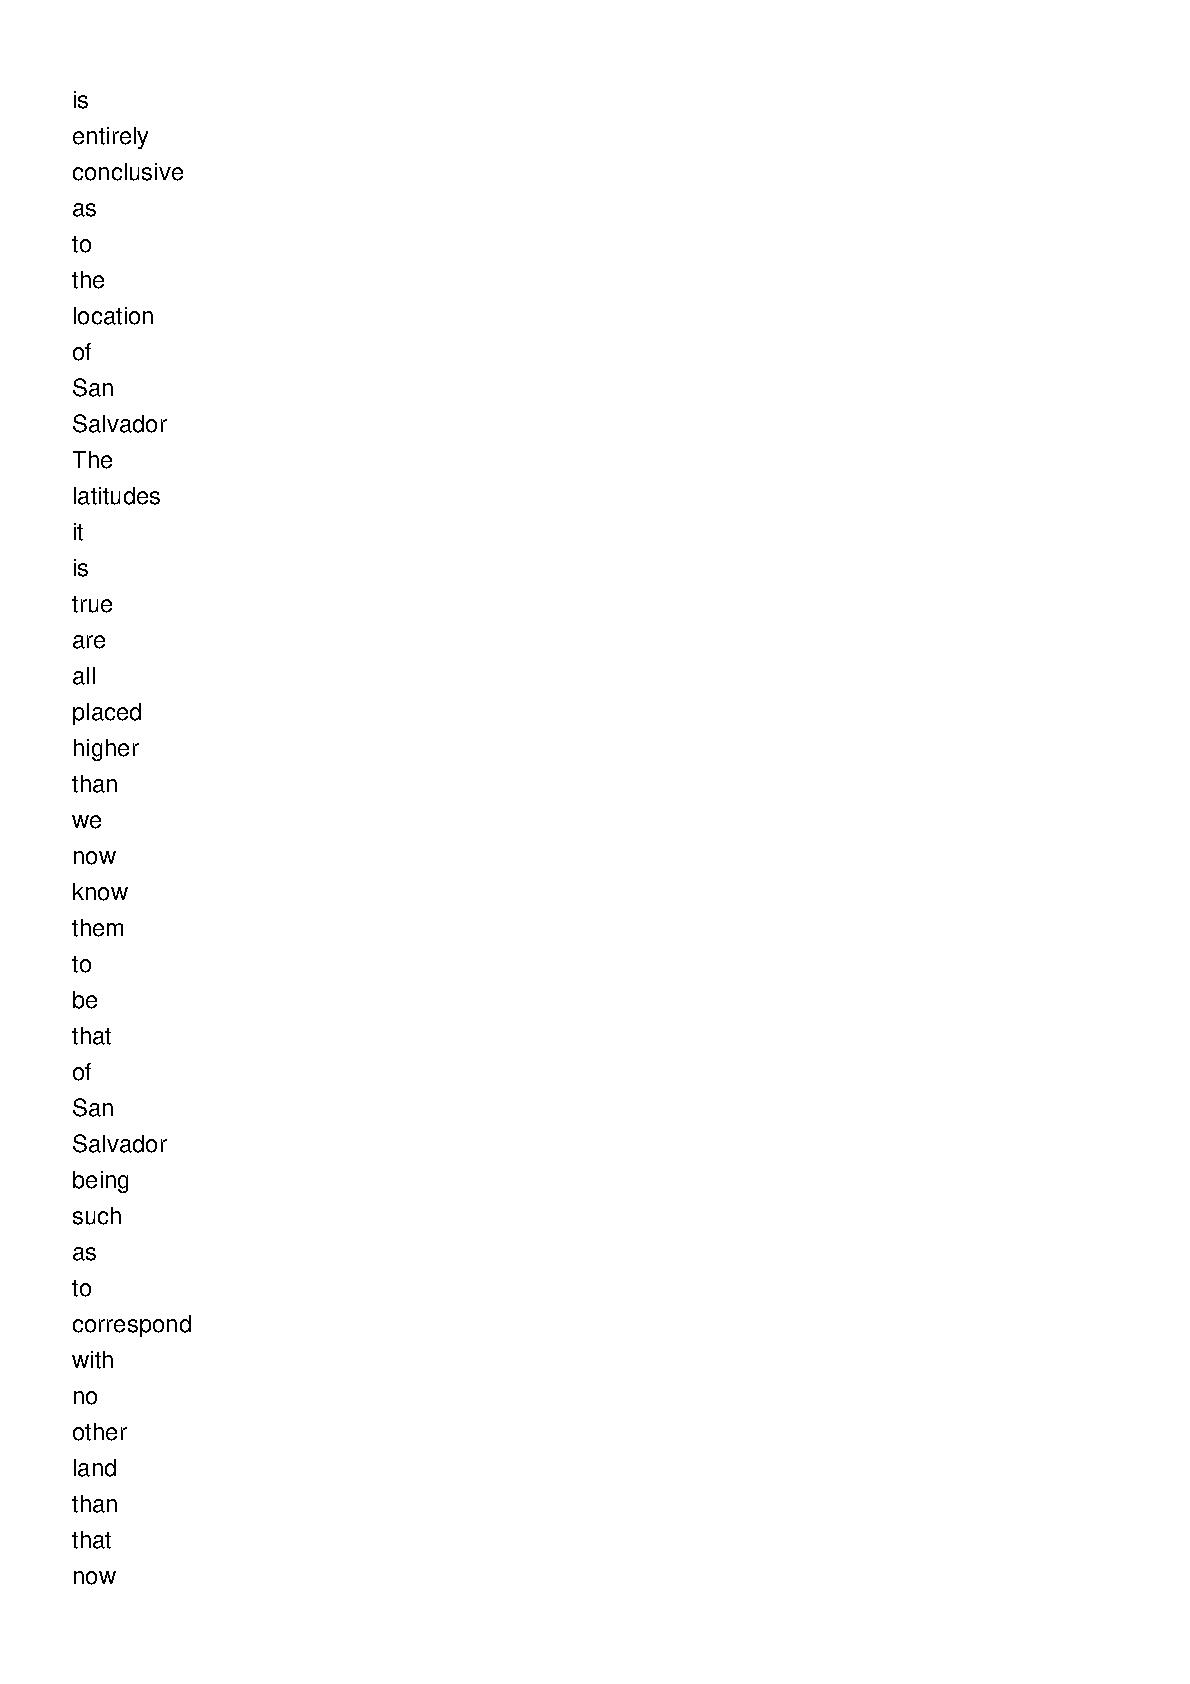 is
entirely
conclusive
as
to
the
location
of
San
Salvador
The
latitudes
it
is
true
are
all
placed
higher
than
we
now
know
them
to
be
that
of
San
Salvador
being
such
as
to
correspond
with
no
other
land
than
that
now